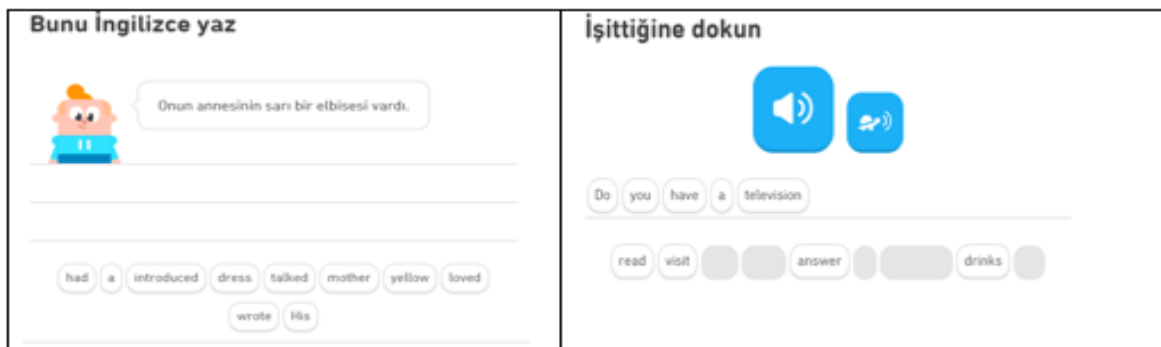 Bunu İngilizce yaz
Onun annesinin sarı bir elbisesi vardı.
had a introduced dress talked mother yellow loved
wrote His
İşittiğine dokun
Do you have a television
read visit answer drinks